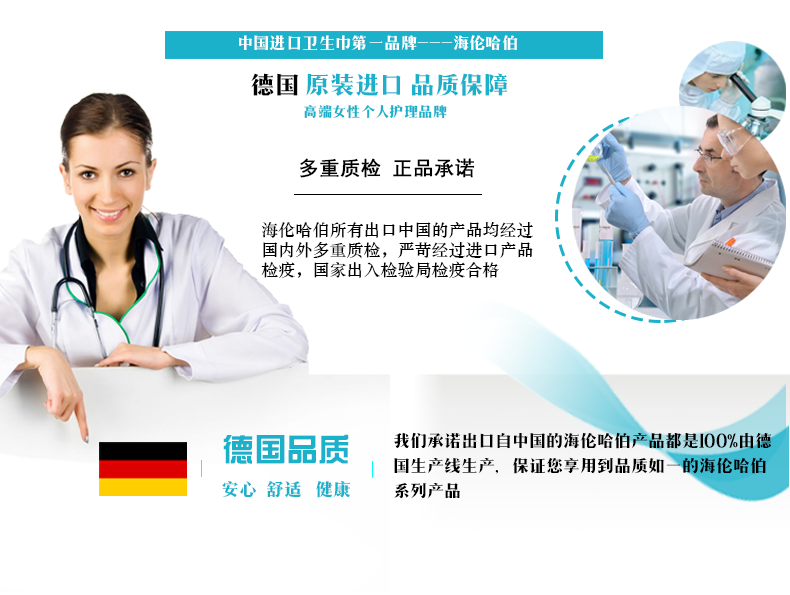 中国进口卫生巾第一品牌---海伦哈伯
德国 原装进口 品质保障
高端女性个人护理品牌
多重质检 正品承诺
海伦哈伯所有出口中国的产品均经过
国内外多重质检，严苛经过进口产品
检疫，国家出入检验局检疫合格
德国品质
安心 舒适 健康
我们承诺出口自中国的海伦哈伯产品都是100%由德
国生产线生产，保证您享用到品质如一的海伦哈伯
系列产品